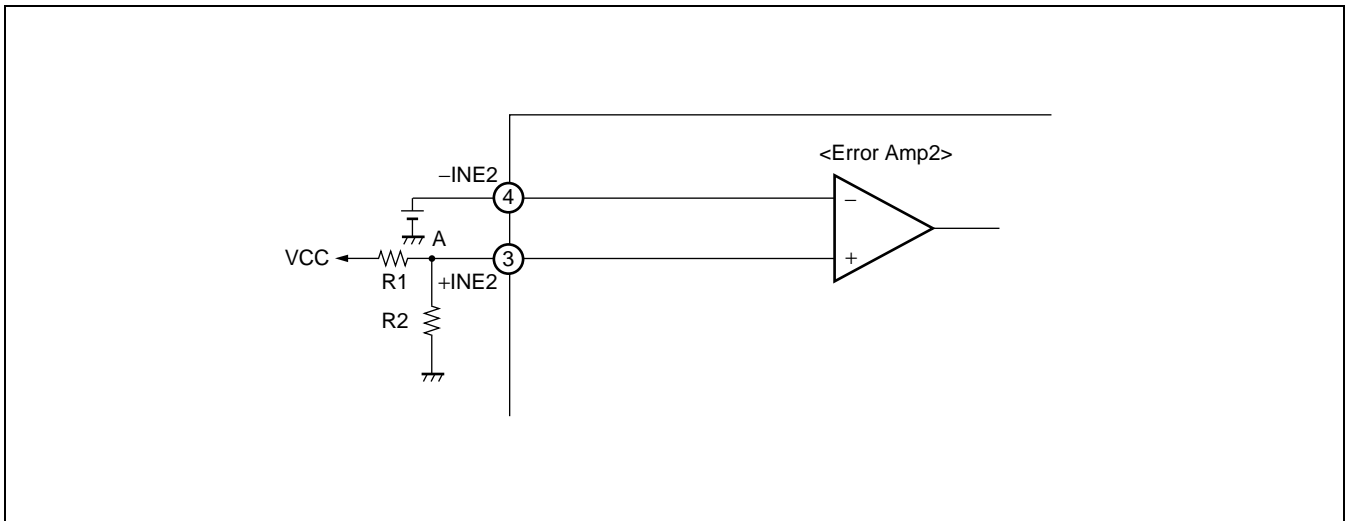 <Error Amp2>
−INE2
4
−
A
VCC
3
+
R1
+INE2
R2